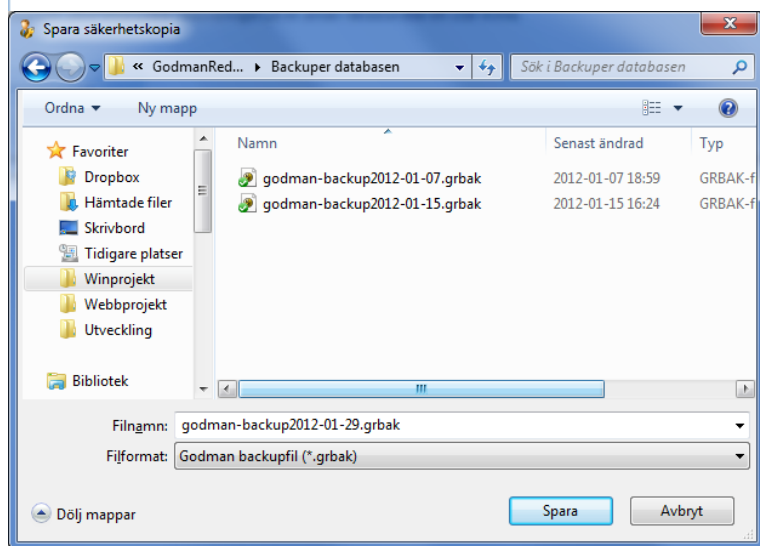 Spara säkerhetskopia
« GodmanRed... ▸ Backuper databasen
Sök i Backuper databasen
Ordna
Ny mapp
Namn
Senast ändrad
Typ
Favoriter
Dropbox
Hämtade filer
Skrivbord
Tidigare platser
Winprojekt
Webbprojekt
Utveckling
Bibliotek
godman-backup2012-01-07.grbak 2012-01-07 18:59 GRBAK-f
godman-backup2012-01-15.grbak 2012-01-15 16:24 GRBAK-f
Filnamn: godman-backup2012-01-29.grbak
Filformat: Godman backupfil (*.grbak)
Dölj mappar
Spara
Avbryt